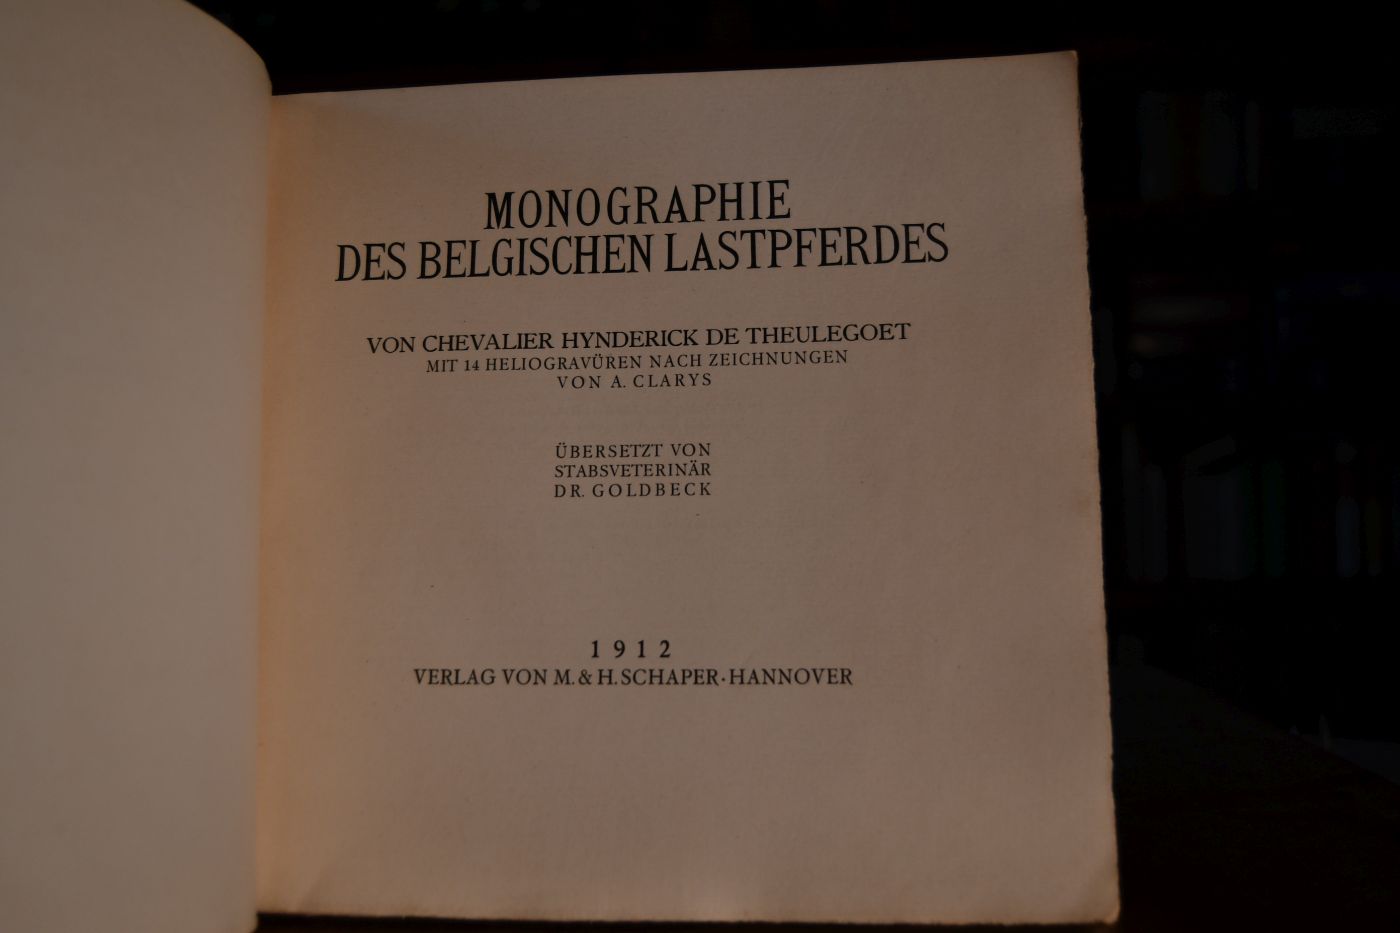 MONOGRAPHIE
DES BELGISCHEN LASTPFERDES
VON CHEVALIER HYNDERICK DE THEULEGOET
MIT 14 HELIOGRAVÜREN NACH ZEICHNUNGEN
VON A. CLARYS
ÜBERSETZT VON
STABSVETERINÄR
DR. GOLDBECK
1912
VERLAG VON M. & H. SCHAPER · HANNOVER